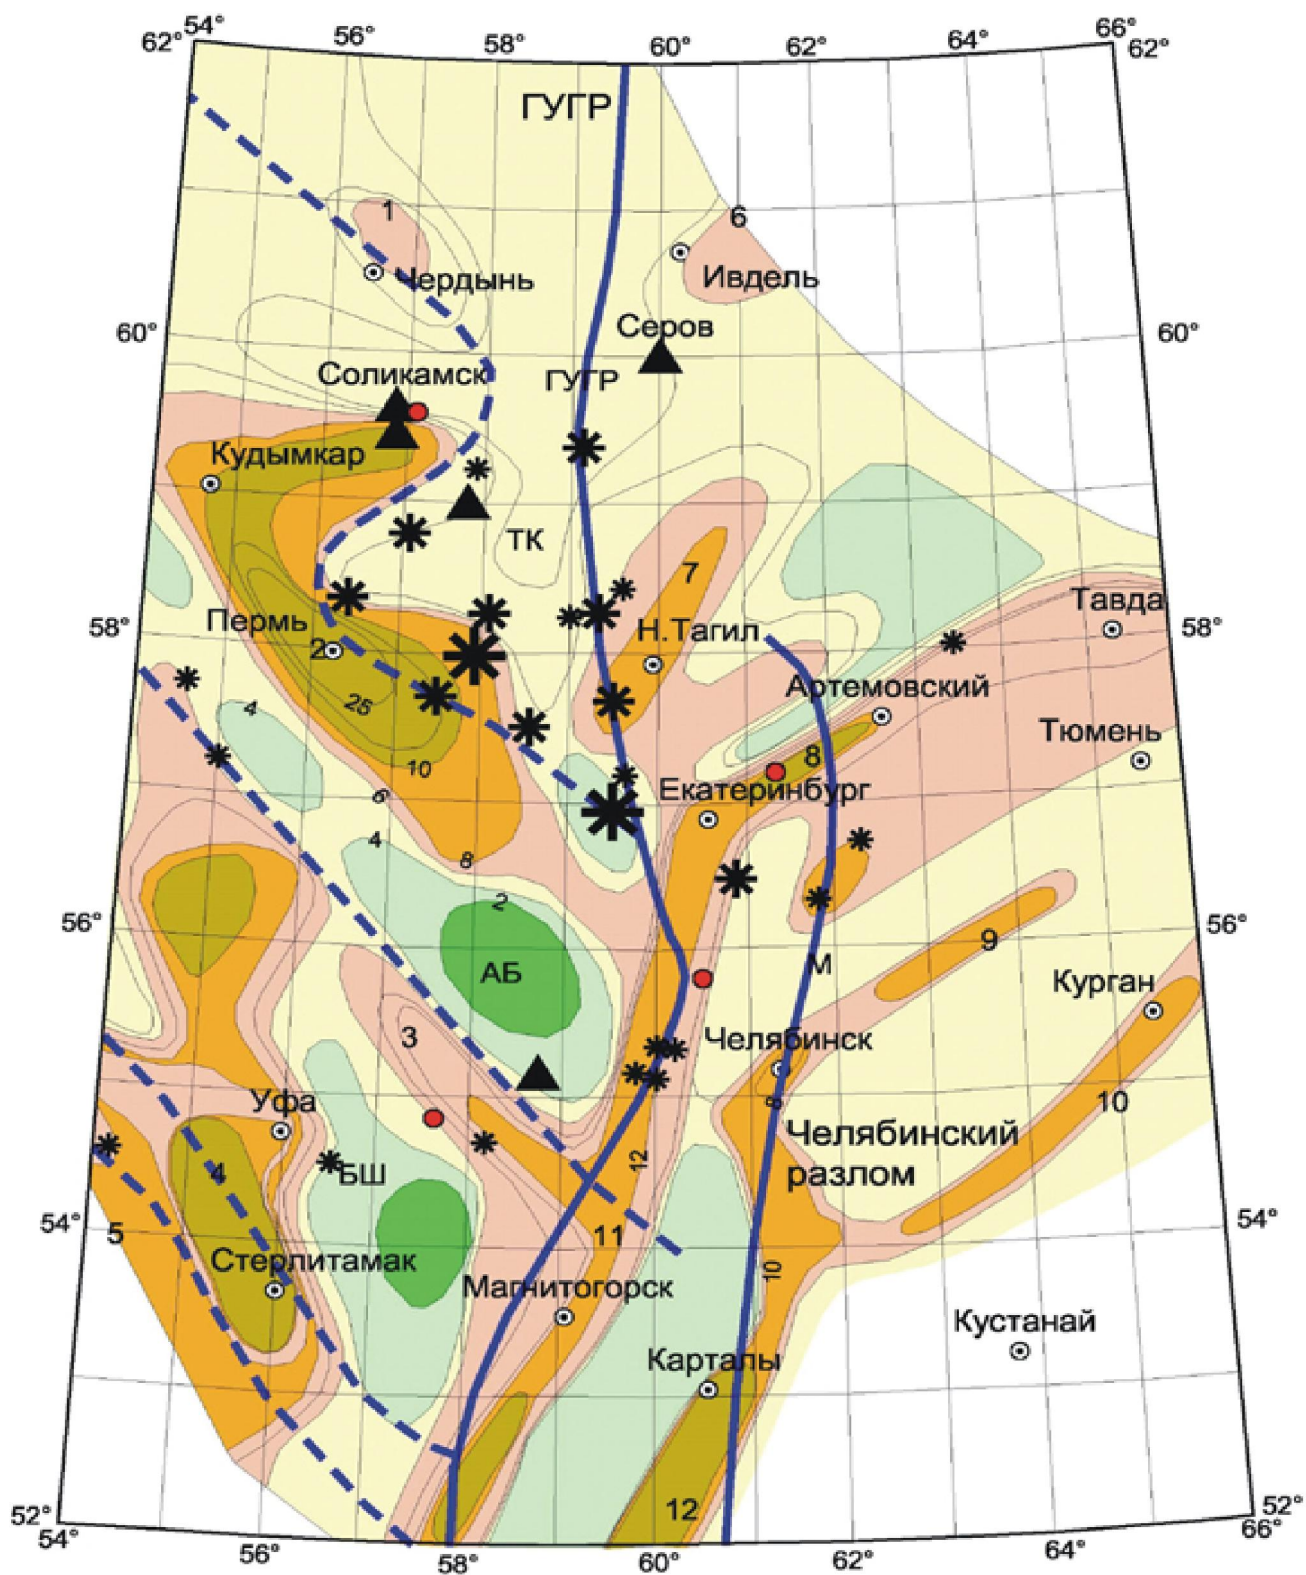 54°
62°
56°
58°
60°
62°
64°
66°
62°
ГУГР
1
6
Чердынь
Ивдель
60°
Серов
60°
Соликамск
ГУГР
Кудымкар
ТК
7
Тавда
58°
Пермь
Н.Тагил
58°
2
Артемовский
25
4
Тюмень
8
10
Екатеринбург
6
4
8
2
56°
56°
9
АБ
М
Курган
3
Челябинск
Уфа
8
10
Челябинский
разлом
12
БШ
4
54°
54°
5
11
Стерлитамак
10
Магнитогорск
Кустанай
Карталы
12
52°
52°
54°
56°
58°
60°
62°
64°
66°